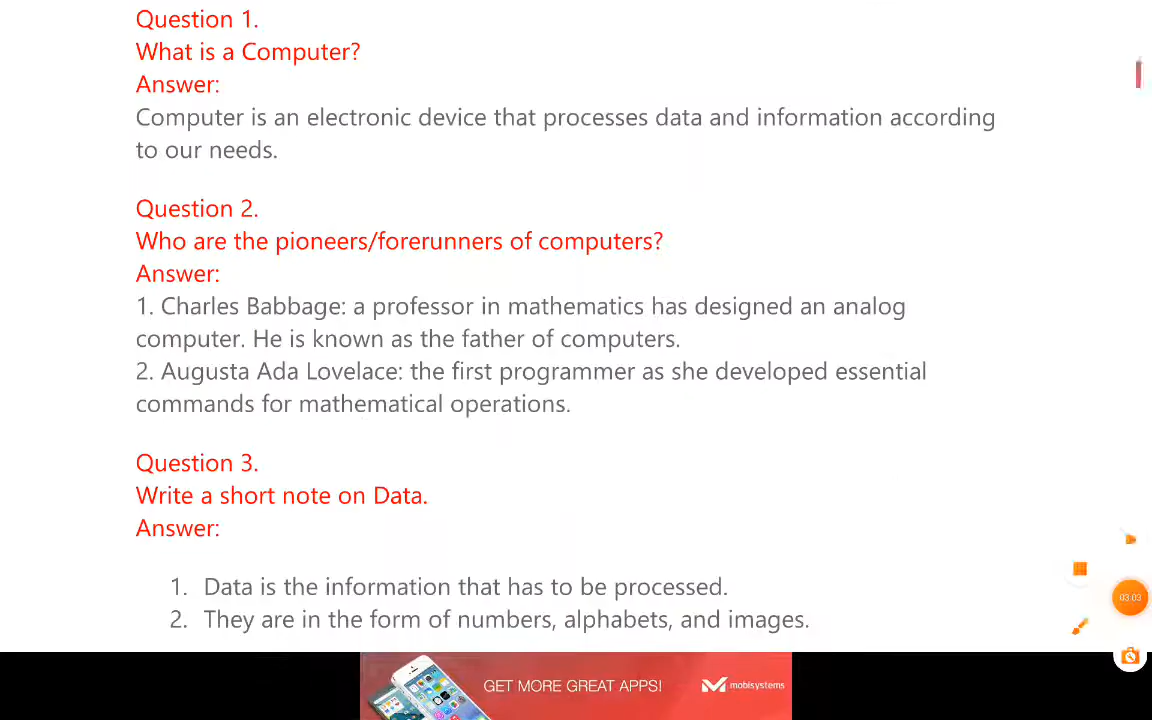 Question 1.
What is a Computer?
Answer:
Computer is an electronic device that processes data and information according
to our needs.
Question 2.
Who are the pioneers/forerunners of computers?
Answer:
1. Charles Babbage: a professor in mathematics has designed an analog
computer. He is known as the father of computers.
2. Augusta Ada Lovelace: the first programmer as she developed essential
commands for mathematical operations.
Question 3.
Write a short note on Data.
Answer:
1. Data is the information that has to be processed.
2. They are in the form of numbers, alphabets, and images.
03:03
GET MORE GREAT APPS!
mobisystems